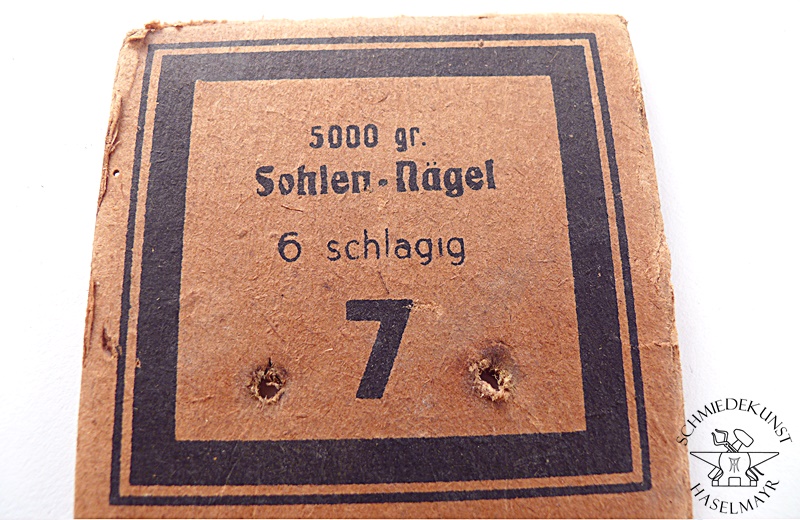 5000 gr.
Sohlen-Nägel
6 schlagig
7
SCHMIEDEKUNST
HASELMAYR